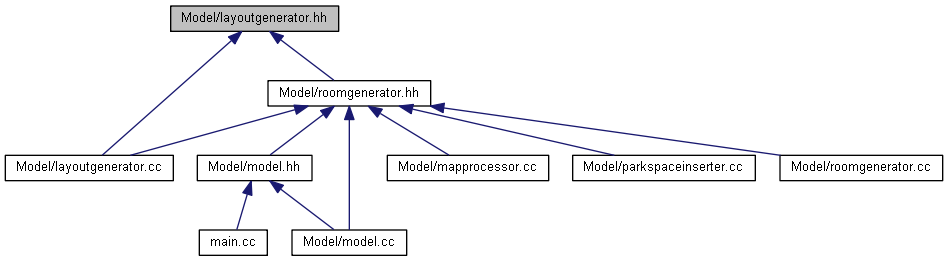 Model/layoutgenerator.hh
Model/roomgenerator.hh
Model/layoutgenerator.cc
Model/model.hh
Model/mapprocessor.cc
Model/parkspaceinserter.cc
Model/roomgenerator.cc
main.cc
Model/model.cc